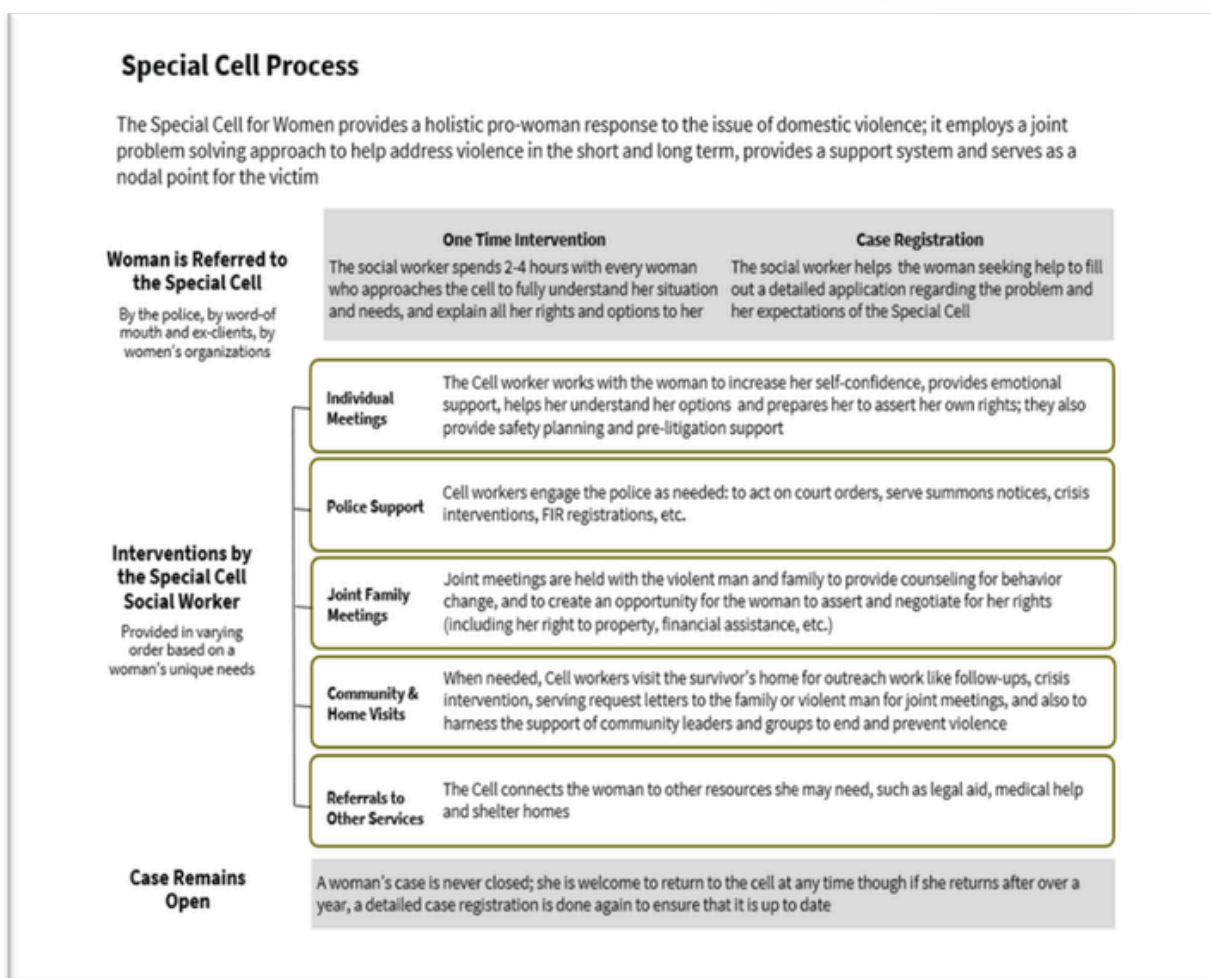 Special Cell Process
The Special Cell for Women provides a holistic pro-woman response to the issue of domestic violence; it employs a joint
problem solving approach to help address violence in the short and long term, provides a support system and serves as a
nodal point for the victim
Woman is Referred to
the Special Cell
By the police, by word-of
mouth and ex-clients, by
women's organizations
One Time Intervention
The social worker spends 2-4 hours with every woman
who approaches the cell to fully understand her situation
and needs, and explain all her rights and options to her
Case Registration
The social worker helps the woman seeking help to fill
out a detailed application regarding the problem and
her expectations of the Special Cell
Interventions by
the Special Cell
Social Worker
Provided in varying
order based on a
woman's unique needs
Individual
Meetings
The Cell worker works with the woman to increase her self-confidence, provides emotional
support, helps her understand her options and prepares her to assert her own rights; they also
provide safety planning and pre-litigation support
Police Support
Cell workers engage the police as needed: to act on court orders, serve summons notices, crisis
interventions, FIR registrations, etc.
Joint Family
Meetings
Joint meetings are held with the violent man and family to provide counseling for behavior
change, and to create an opportunity for the woman to assert and negotiate for her rights
(including her right to property, financial assistance, etc.)
Community &
Home Visits
When needed, Cell workers visit the survivor's home for outreach work like follow-ups, crisis
intervention, serving request letters to the family or violent man for joint meetings, and also to
harness the support of community leaders and groups to end and prevent violence
Referrals to
Other Services
The Cell connects the woman to other resources she may need, such as legal aid, medical help
and shelter homes
Case Remains
Open
A woman's case is never closed; she is welcome to return to the cell at any time though if she returns after over a
year, a detailed case registration is done again to ensure that it is up to date